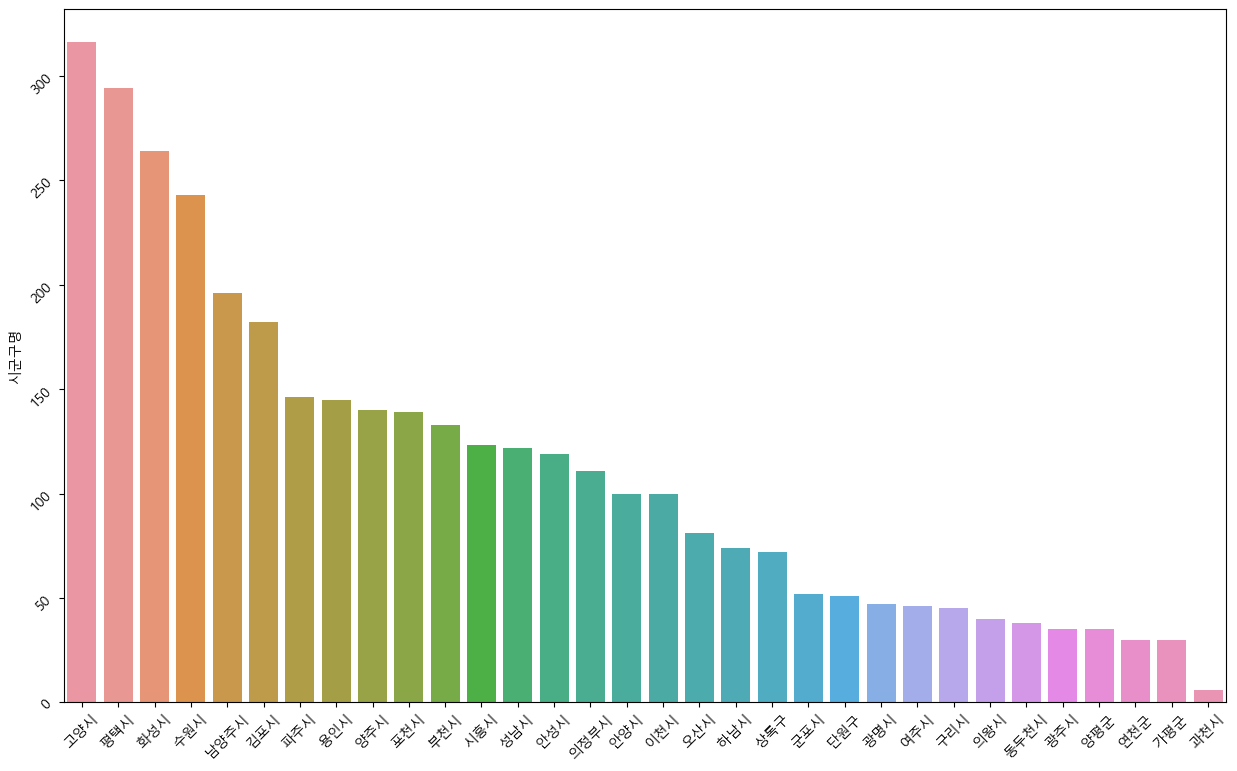 시군구명
300
250
200
150
100
50
0
고양시
평택시
화성시
수원시
남양주시
김포시
파주시
용인시
양주시
포천시
부천시
시흥시
성남시
안성시
의정부시
안양시
이천시
오산시
하남시
상록구
군포시
단원구
광명시
여주시
구리시
의왕시
동두천시
광주시
양평군
연천군
가평군
과천시